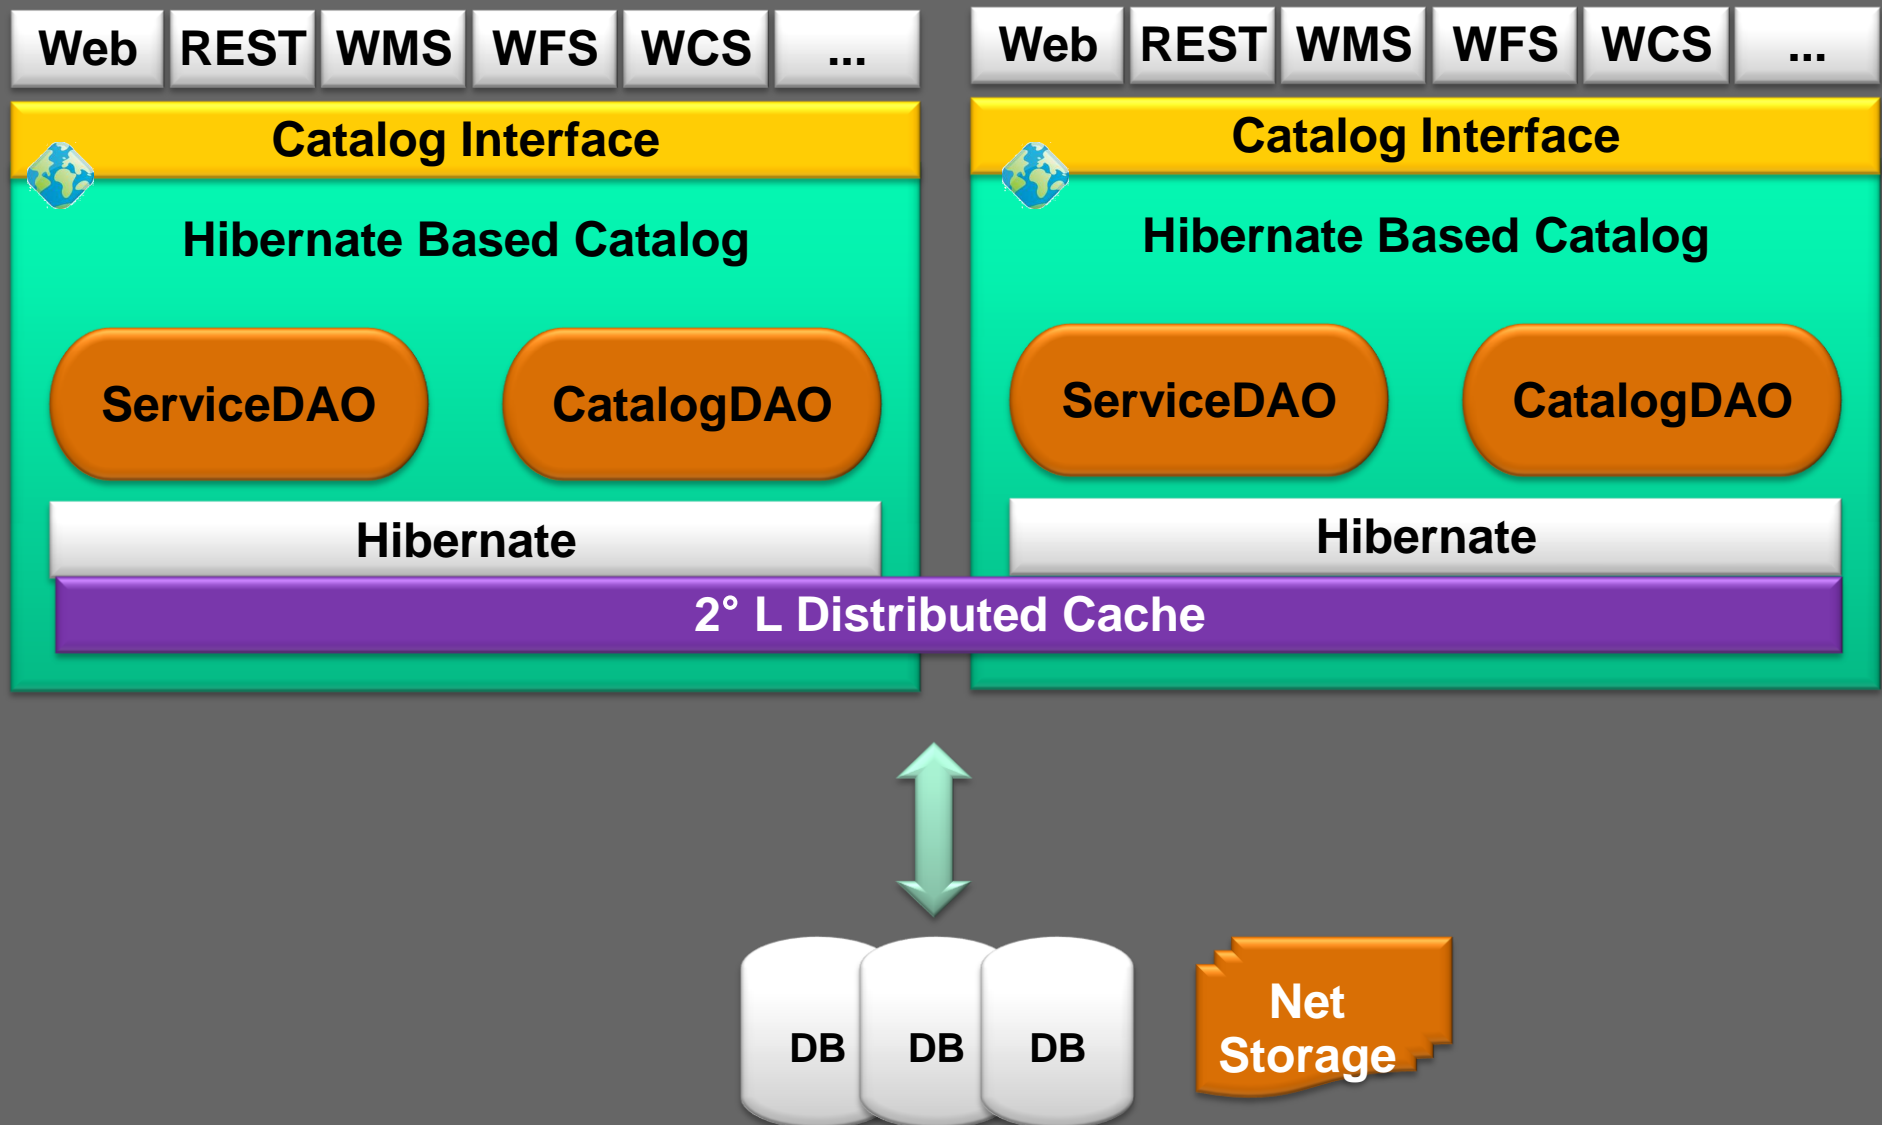 Web REST WMS WFS WCS ...
Catalog Interface
Hibernate Based Catalog
ServiceDAO CatalogDAO
Hibernate
Web REST WMS WFS WCS ...
Catalog Interface
Hibernate Based Catalog
ServiceDAO CatalogDAO
Hibernate
2° L Distributed Cache
DB DB DB
Net
Storage